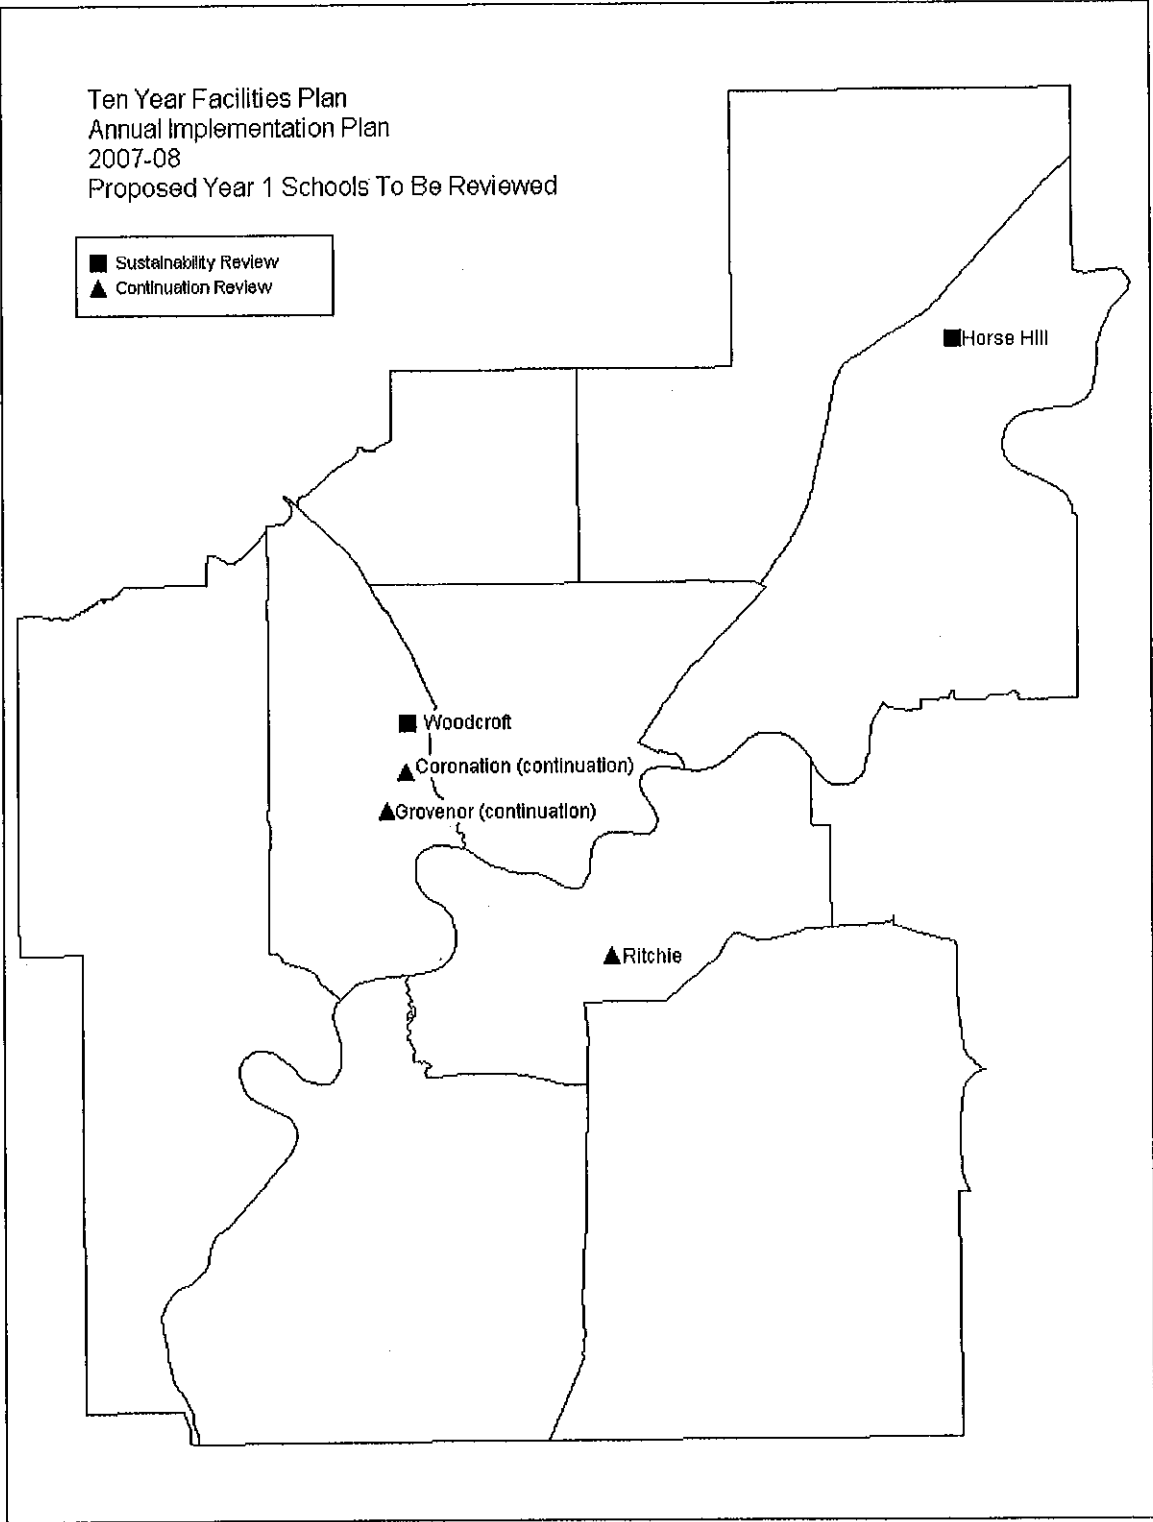 Ten Year Facilities Plan
Annual Implementation Plan
2007-08
Proposed Year 1 Schools To Be Reviewed
Sustainability Review
Continuation Review
Horse Hill
Woodcroft
Coronation (continuation)
Grovenor (continuation)
Ritchie